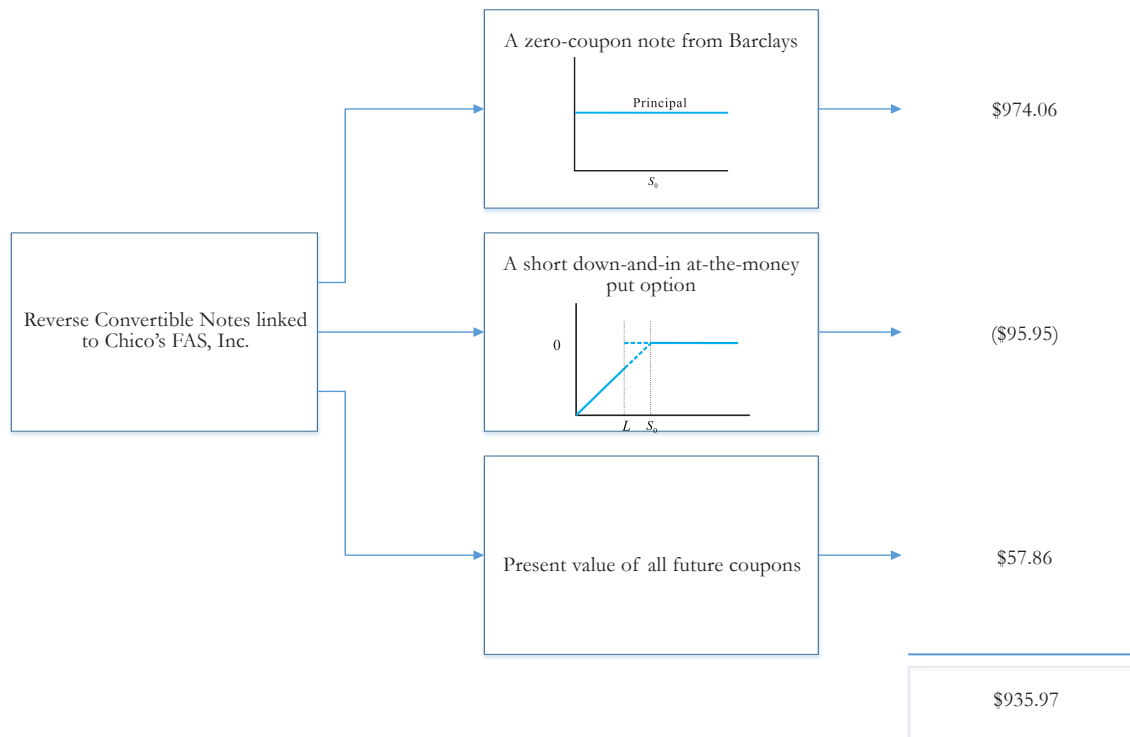 A zero-coupon note from Barclays
Principal
S₀
$974.06
Reverse Convertible Notes linked
to Chico's FAS, Inc.
A short down-and-in at-the-money
put option
0
L S₀
($95.95)
Present value of all future coupons
$57.86
$935.97